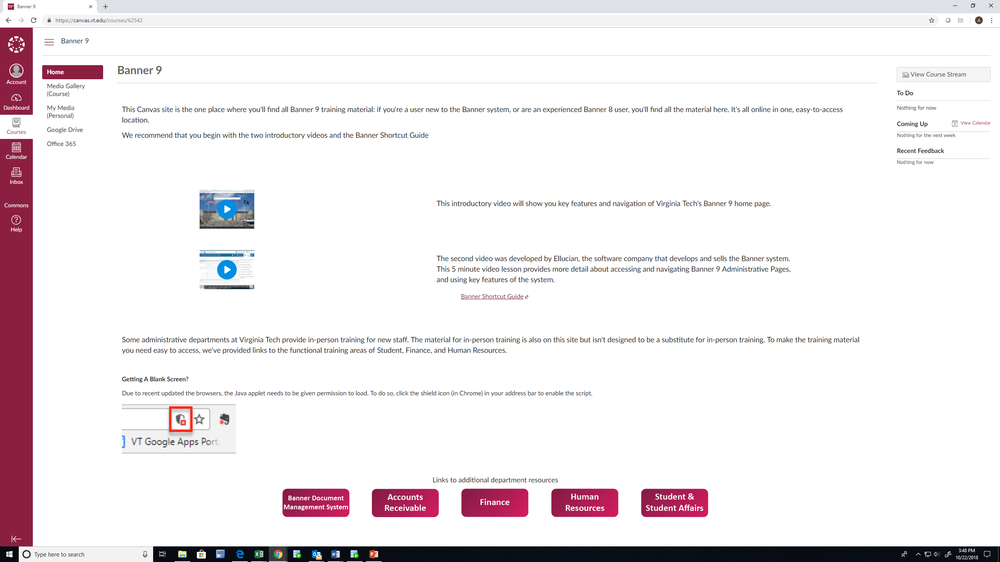 Banner 9
https://canvas.vt.edu/courses/62542
A
Banner 9
Account
Dashboard
Courses
Calendar
Inbox
Commons
Help
Home
Media Gallery
(Course)
My Media
(Personal)
Google Drive
Office 365
Banner 9
This Canvas site is the one place where you'll find all Banner 9 training material: if you're a user new to the Banner system, or are an experienced Banner 8 user, you'll find all the material here. It's all online in one, easy-to-access
location.
We recommend that you begin with the two introductory videos and the Banner Shortcut Guide
This introductory video will show you key features and navigation of Virginia Tech's Banner 9 home page.
The second video was developed by Ellucian, the software company that develops and sells the Banner system.
This 5 minute video lesson provides more detail about accessing and navigating Banner 9 Administrative Pages,
and using key features of the system.
Banner Shortcut Guide
Some administrative departments at Virginia Tech provide in-person training for new staff. The material for in-person training is also on this site but isn't designed to be a substitute for in-person training. To make the training material
you need easy to access, we've provided links to the functional training areas of Student, Finance, and Human Resources.
Getting A Blank Screen?
Due to recent updated the browsers, the Java applet needs to be given permission to load. To do so, click the shield icon (in Chrome) in your address bar to enable the script.
VT Google Apps Porta
Links to additional department resources
Banner Document
Management System
Accounts
Receivable
Finance
Human
Resources
Student &
Student Affairs
View Course Stream
To Do
Nothing for now
Coming Up
3 View Calendar
Nothing for the next week
Recent Feedback
Nothing for now
Type here to search
sas
3:48 PM
10/22/2018